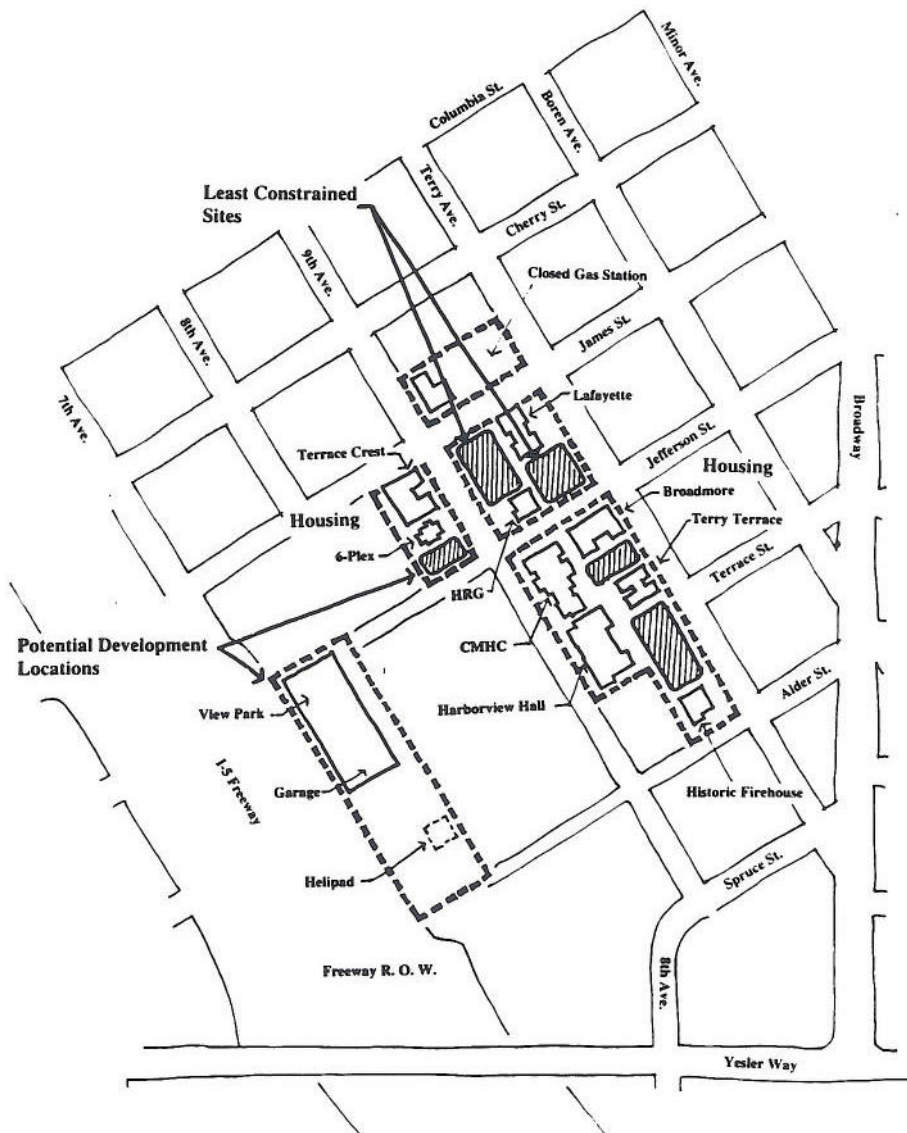 Minor Ave.
Columbia St.
Boren Ave.
Least Constrained
Sites
Terry Ave.
Cherry St.
9th Ave.
Closed Gas Station
8th Ave.
James St.
7th Ave.
Lafayette
Broadway
Jefferson St.
Terrace Crest
Housing
Housing
Broadmore
Terry Terrace
6-Plex
Terrace St.
HRG
Potential Development
Locations
CMHC
Alder St.
View Park
Harborview Hall
I-5 Freeway
Garage
Historic Firehouse
Helipad
Spruce St.
Freeway R. O. W.
8th Ave.
Yesler Way